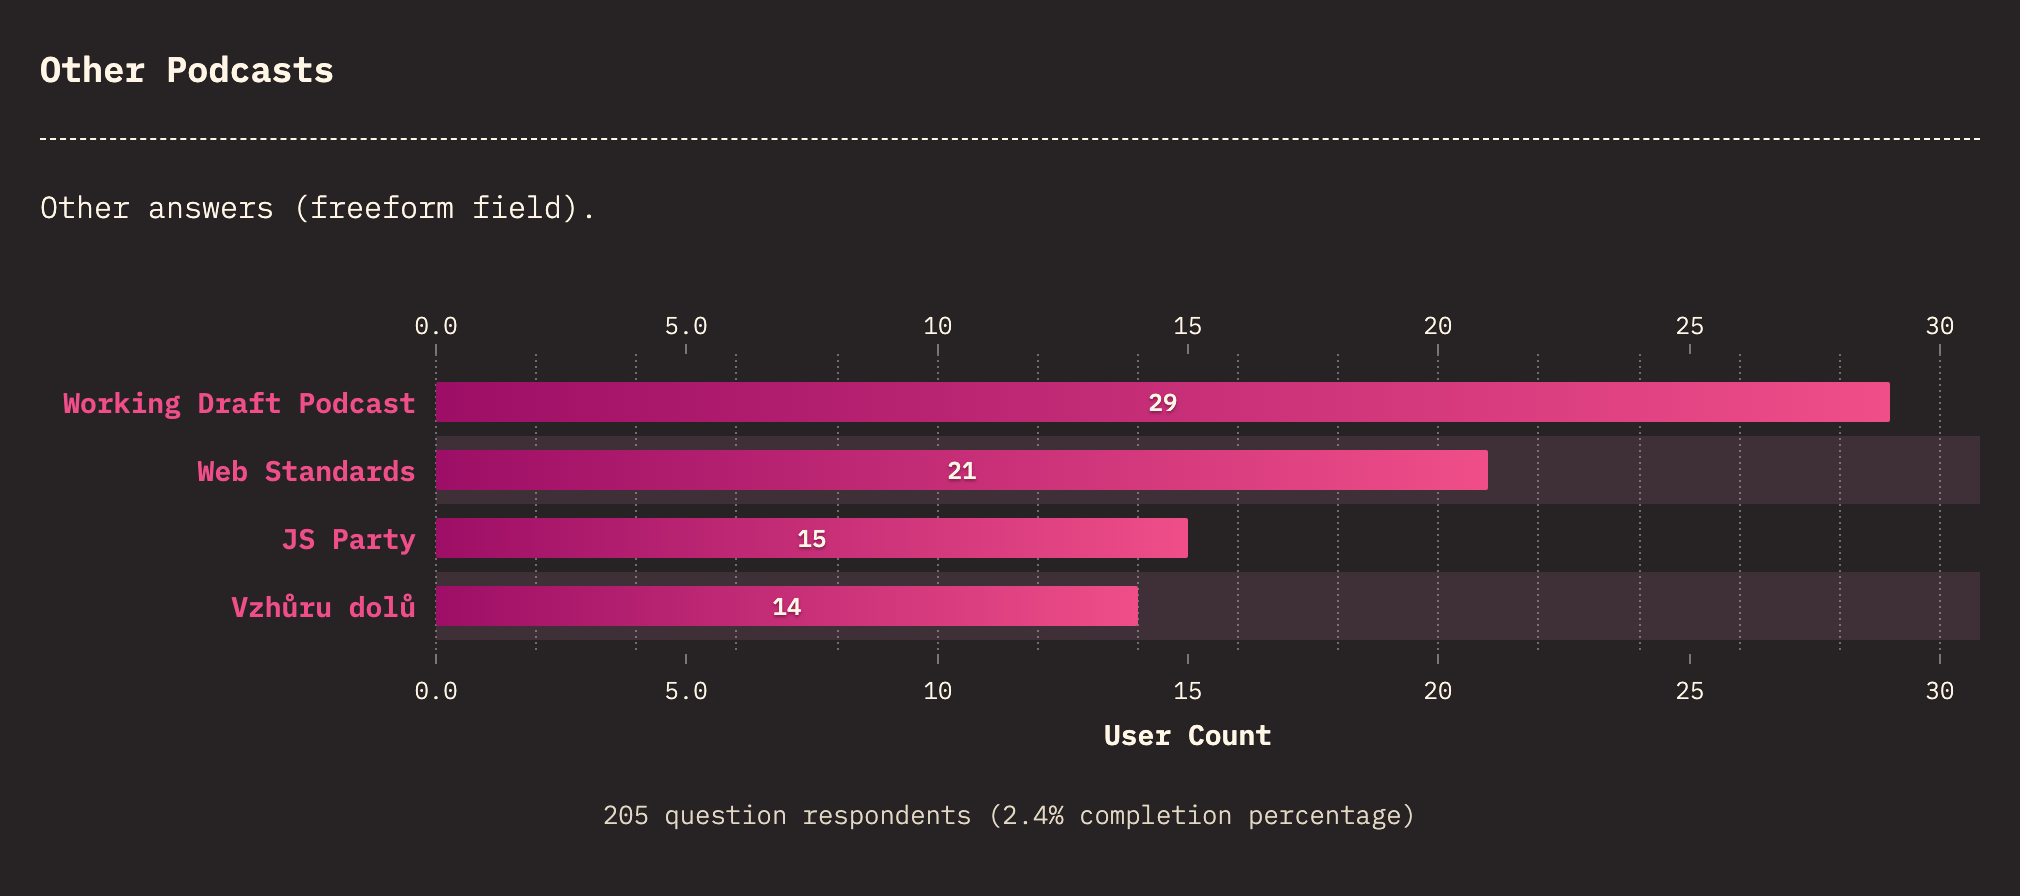 Other Podcasts
Other answers (freeform field).
0.0 5.0 10 15 20 25 30
Working Draft Podcast 29
Web Standards 21
JS Party 15
Vzhůru dolů 14
0.0 5.0 10 15 20 25 30
User Count
205 question respondents (2.4% completion percentage)